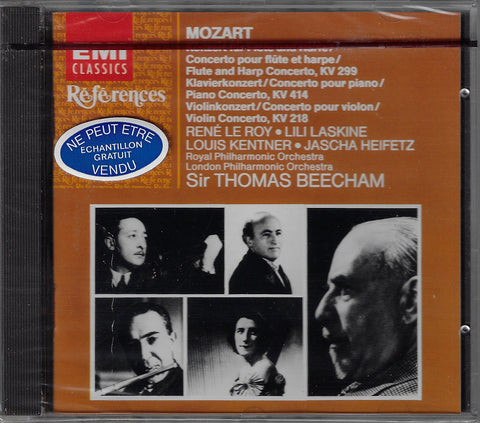 MOZART
Concerto pour flûte et harpe/
Flute and Harp Concerto, KV 299
Klavierkonzert/Concerto pour piano/
Piano Concerto, KV 414
Violinkonzert/Concerto pour violon/
Violin Concerto, KV 218
RENÉ LE ROY • LILI LASKINE
LOUIS KENTNER • JASCHA HEIFETZ
Royal Philharmonic Orchestra
London Philharmonic Orchestra
Sir THOMAS BEECHAM
EMI
CLASSICS
Références
NE PEUT ETRE
ECHANTILLON
GRATUIT
VENDU